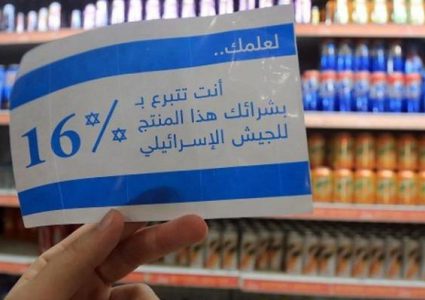 لعلمك..
أنت تتبرع بـ
بشرائك هذا المنتج
للجيش الإسرائيلي
16%